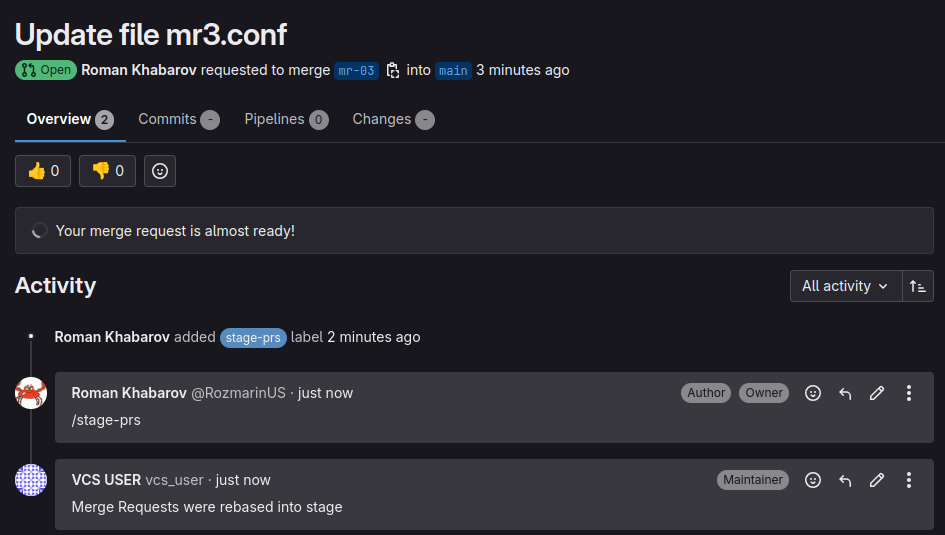 Update file mr3.conf
Open Roman Khabarov requested to merge mr-03 into main 3 minutes ago
Overview 2 Commits - Pipelines 0 Changes -
👍 0 👎 0
Your merge request is almost ready!
Activity
All activity
Roman Khabarov added stage-prs label 2 minutes ago
Roman Khabarov @RozmarinUS · just now Author Owner
/stage-prs
VCS USER vcs_user · just now Maintainer
Merge Requests were rebased into stage